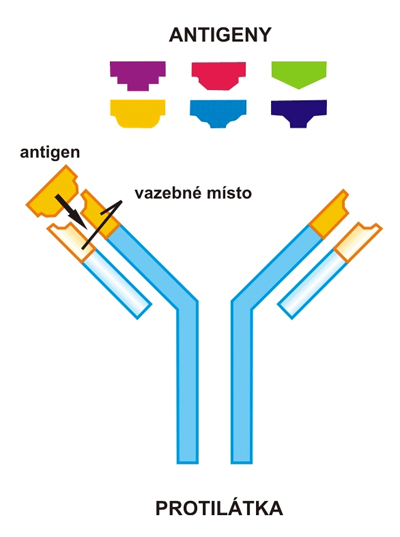 ANTIGENY
antigen
vazebné místo
PROTILÁTKA